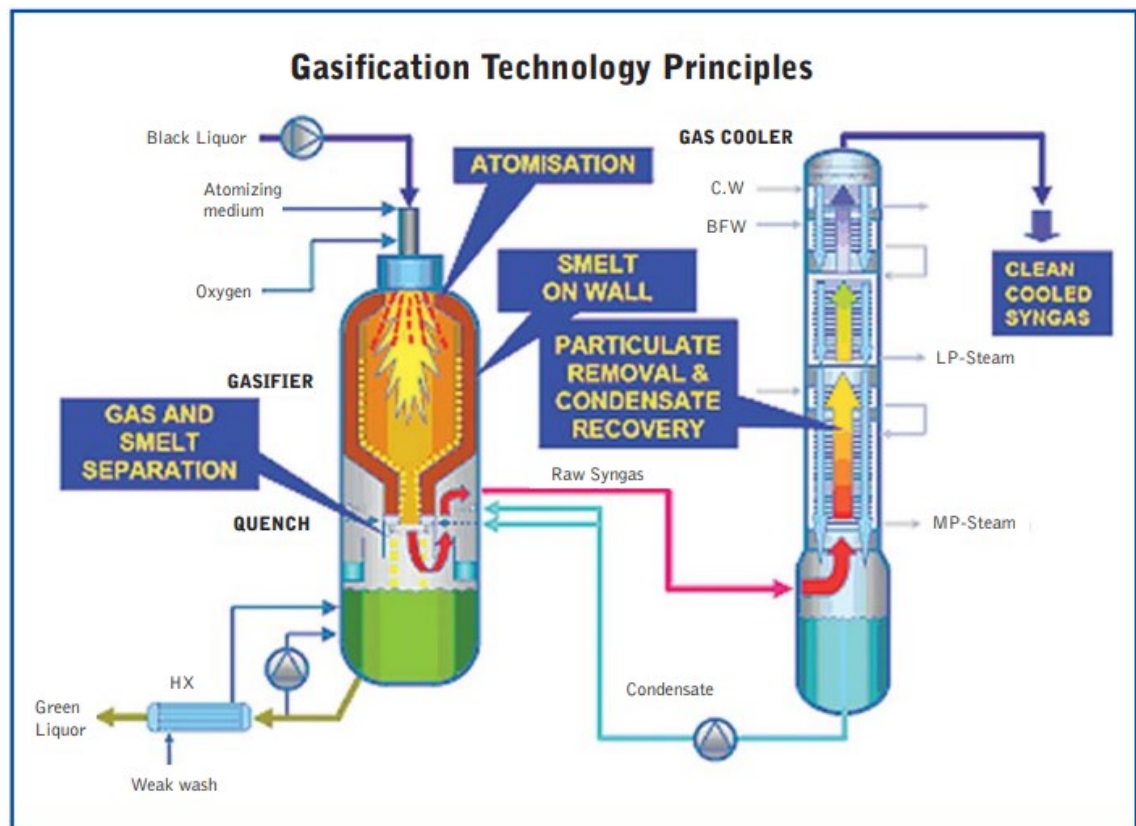 Gasification Technology Principles
Black Liquor
Atomizing
medium
Oxygen
ATOMISATION
SMELT
ON WALL
PARTICULATE
REMOVAL &
CONDENSATE
RECOVERY
GASIFIER
GAS AND
SMELT
SEPARATION
QUENCH
Raw Syngas
GAS COOLER
C.W
BFW
CLEAN
COOLED
SYNGAS
LP-Steam
MP-Steam
HX
Green
Liquor
Weak wash
Condensate